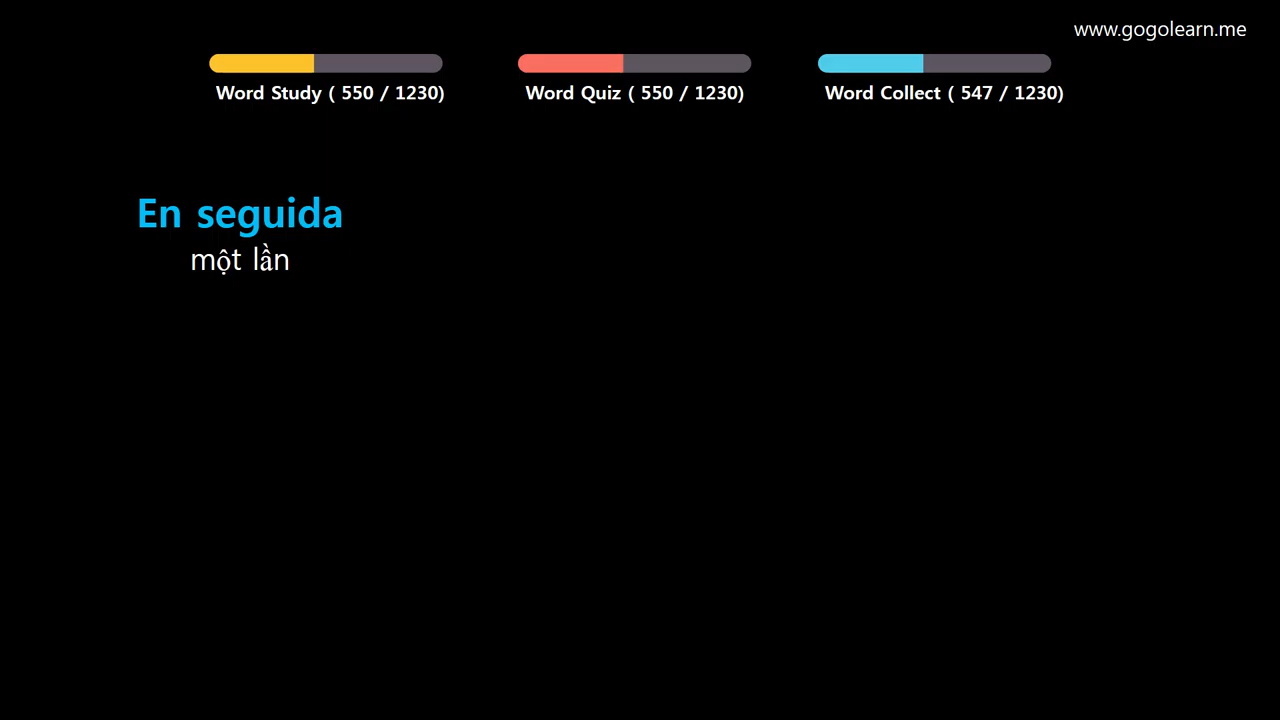 www.gogolearn.me
Word Study ( 550 / 1230)
Word Quiz ( 550 / 1230)
Word Collect ( 547 / 1230)
En seguida
một lần